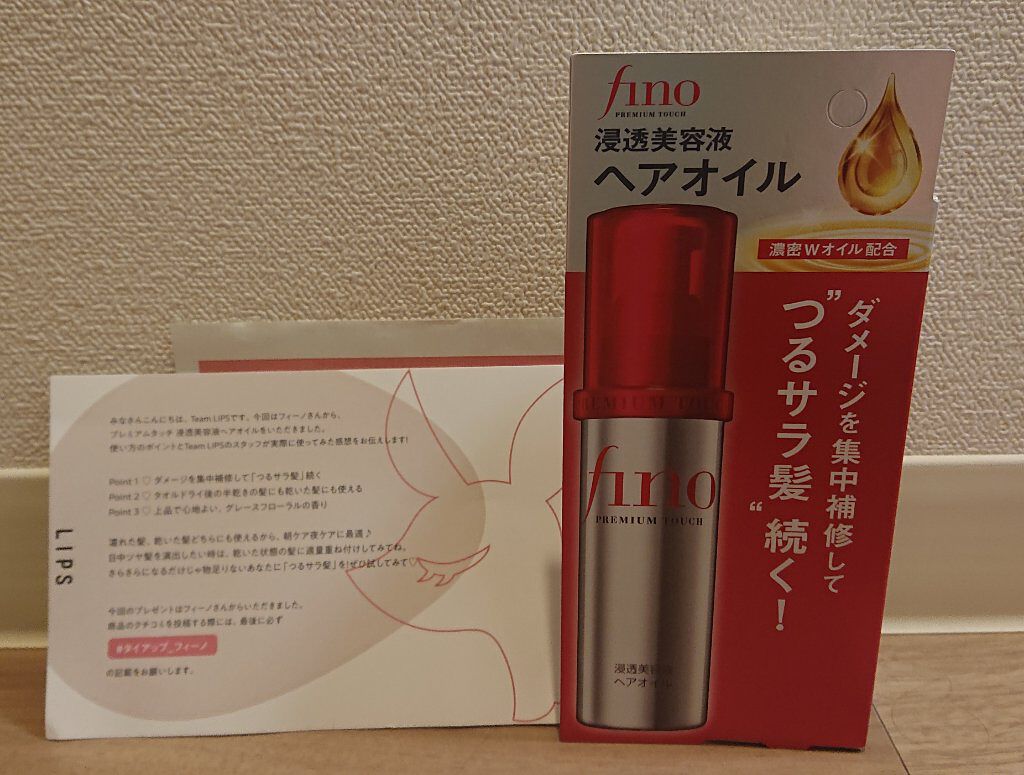 みなさんこんにちは、Team LIPSです。今回はフィーノさんから、
プレミアムタッチ 浸透美容液ヘアオイルをいただきました。
使い方のポイントとTeam LIPSのスタッフが実際に使ってみた感想をお伝えします!
Point 1 ♡ ダメージを集中補修して「つるサラ髪」続く
Point 2 ♡ タオルドライ後の半乾きの髪にも乾いた髪にも使える
Point 3 ♡ 上品で心地よい、グレースフローラルの香り
濡れた髪、乾いた髪どちらにも使えるから、朝ケア夜ケアに最適♪
日中ツヤ髪を演出したい時は、乾いた状態の髪に適量重ね付けしてみてね。
さらさらになるだけじゃ物足りないあなたに「つるサラ髪」をぜひ試してみて♡
今回のプレゼントはフィーノさんからいただきました。
商品のクチコミを投稿する際には、最後に必ず
#タイアップ_フィーノ
の記載をお願いします。
LIPS
fino
PREMIUM TOUCH
浸透美容液
ヘアオイル
濃密Wオイル配合
ダメージを集中補修して
"つるサラ髪"続く!
PREMIUM TOUCH
fino
PREMIUM TOUCH
浸透美容液
ヘアオイル